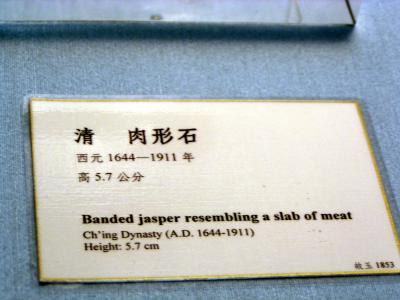 清 肉形石
西元 1644—1911 年
高 5.7 公分
Banded jasper resembling a slab of meat
Ch'ing Dynasty (A.D. 1644-1911)
Height: 5.7 cm
故玉 1853